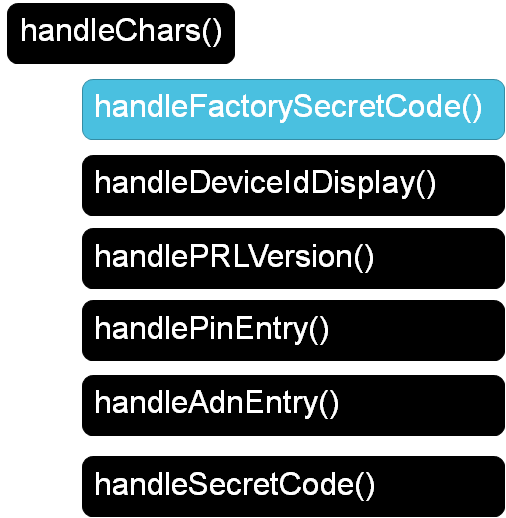 handleChars()
handleFactorySecretCode()
handleDeviceIdDisplay()
handlePRLVersion()
handlePinEntry()
handleAdnEntry()
handleSecretCode()